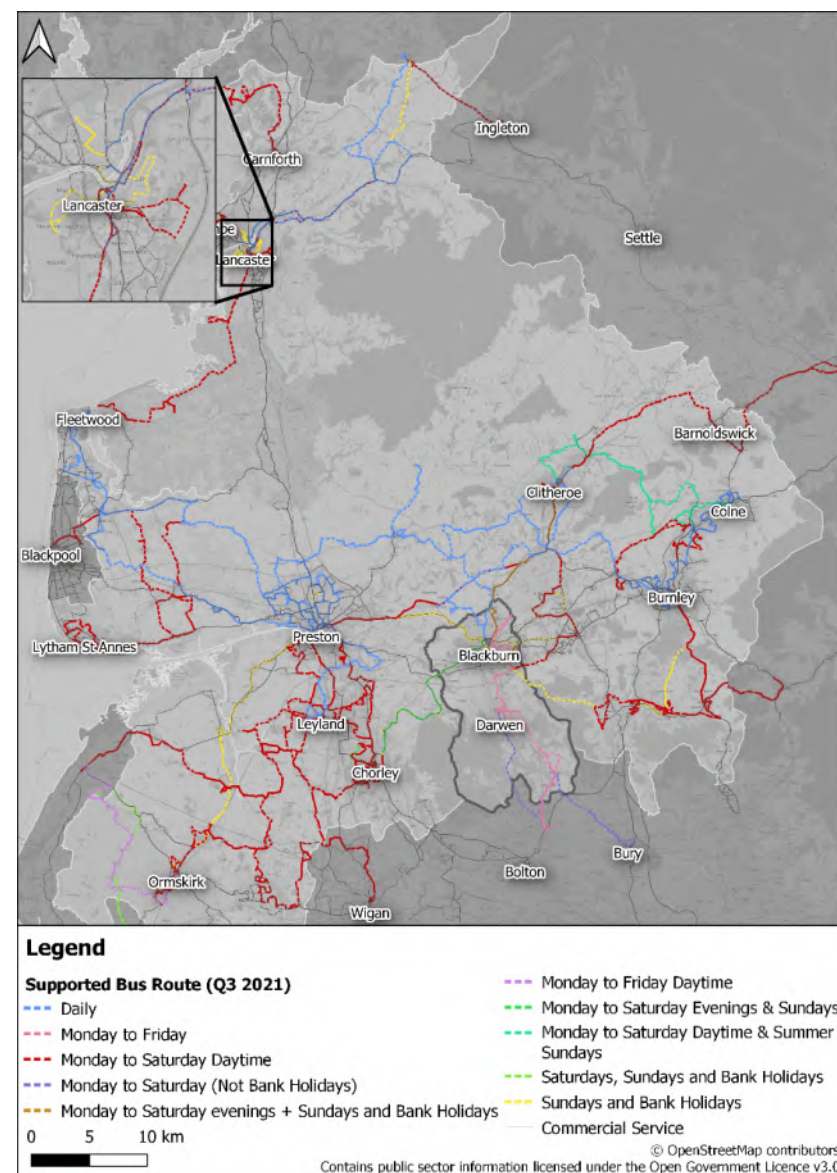 Ingleton
Carnforth
Lancaster
Lancaster
Settle
Fleetwood
Barnoldswick
Clitheroe
Colne
Blackpool
Burnley
Preston
Lytham St Annes
Blackburn
Leyland
Darwen
Chorley
Ormskirk
Bolton
Bury
Wigan
Legend
Supported Bus Route (Q3 2021)
Daily
Monday to Friday
Monday to Saturday Daytime
Monday to Saturday (Not Bank Holidays)
Monday to Saturday evenings + Sundays and Bank Holidays
0 5 10 km
Monday to Friday Daytime
Monday to Saturday Evenings & Sundays
Monday to Saturday Daytime & Summer
Sundays
Saturdays, Sundays and Bank Holidays
Sundays and Bank Holidays
Commercial Service
© OpenStreetMap contributors
Contains public sector information licensed under the Open Government Licence v3.0